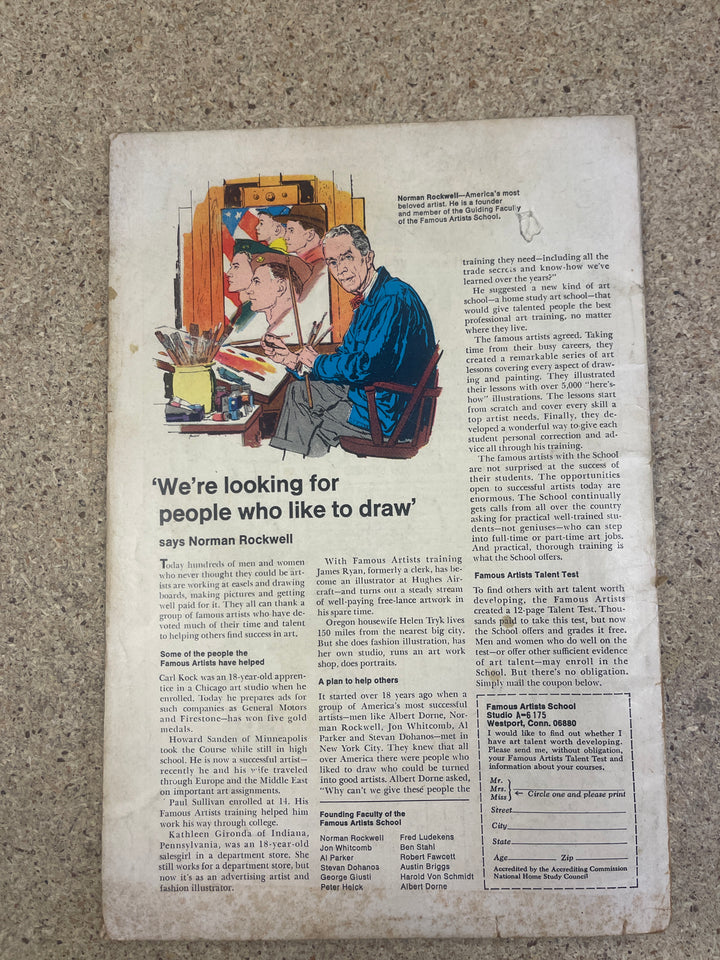 Norman Rockwell—America's most
beloved artist. He is a founder
and member of the Guiding Faculty
of the Famous Artists School.
'We're looking for
people who like to draw'
says Norman Rockwell
Today hundreds of men and women
who never thought they could be art-
ists are working at easels and drawing
boards, making pictures and getting
well paid for it. They all can thank a
group of famous artists who have de-
voted much of their time and talent
to helping others find success in art.
Some of the people the
Famous Artists have helped
Carl Kock was an 18-year-old appren-
tice in a Chicago art studio when he
enrolled. Today he prepares ads for
such companies as General Motors
and Firestone—has won five gold
medals.
Howard Sanden of Minneapolis
took the Course while still in high
school. He is now a successful artist—
recently he and his wife traveled
through Europe and the Middle East
on important art assignments.
Paul Sullivan enrolled at 14. His
Famous Artists training helped him
work his way through college.
Kathleen Gironda of Indiana,
Pennsylvania, was an 18-year-old
salesgirl in a department store. She
still works for a department store, but
now it's as an advertising artist and
fashion illustrator.
With Famous Artists training
James Ryan, formerly a clerk, has be-
come an illustrator at Hughes Air-
craft—and turns out a steady stream
of well-paying free-lance artwork in
his spare time.
Oregon housewife Helen Tryk lives
150 miles from the nearest big city.
But she does fashion illustration, has
her own studio, runs an art work
shop, does portraits.
A plan to help others
It started over 18 years ago when a
group of America's most successful
artists—men like Albert Dorne, Nor-
man Rockwell, Jon Whitcomb, Al
Parker and Stevan Dohanos—met in
New York City. They knew that all
over America there were people who
liked to draw who could be turned
into good artists. Albert Dorne asked,
"Why can't we give these people the
Founding Faculty of the
Famous Artists School
Norman Rockwell
Jon Whitcomb
Al Parker
Stevan Dohanos
George Giusti
Peter Helck
Fred Ludekens
Ben Stahl
Robert Fawcett
Austin Briggs
Harold Von Schmidt
Albert Dorne
training they need—including all the
trade secrets and know-how we've
learned over the years?"
He suggested a new kind of art
school—a home study art school—that
would give talented people the best
professional art training, no matter
where they live.
The famous artists agreed. Taking
time from their busy careers, they
created a remarkable series of art
lessons covering every aspect of draw-
ing and painting. They illustrated
their lessons with over 5,000 "here's-
how" illustrations. The lessons start
from scratch and cover every skill a
top artist needs. Finally, they de-
veloped a wonderful way to give each
student personal correction and ad-
vice all through his training.
The famous artists with the School
are not surprised at the success of
their students. The opportunities
open to successful artists today are
enormous. The School continually
gets calls from all over the country
asking for practical well-trained stu-
dents—not geniuses—who can step
into full-time or part-time art jobs.
And practical, thorough training is
what the School offers.
Famous Artists Talent Test
To find others with art talent worth
developing, the Famous Artists
created a 12-page Talent Test. Thou-
sands paid to take this test, but now
the School offers and grades it free.
Men and women who do well on the
test—or offer other sufficient evidence
of art talent—may enroll in the
School. But there's no obligation.
Simply mail the coupon below.
Famous Artists School
Studio A-6175
Westport, Conn. 06880
I would like to find out whether I
have art talent worth developing.
Please send me, without obligation,
your Famous Artists Talent Test and
information about your courses.
Mr.
Mrs.
Miss ← Circle one and please print
Street
City
State
Age Zip
Accredited by the Accrediting Commission
National Home Study Council